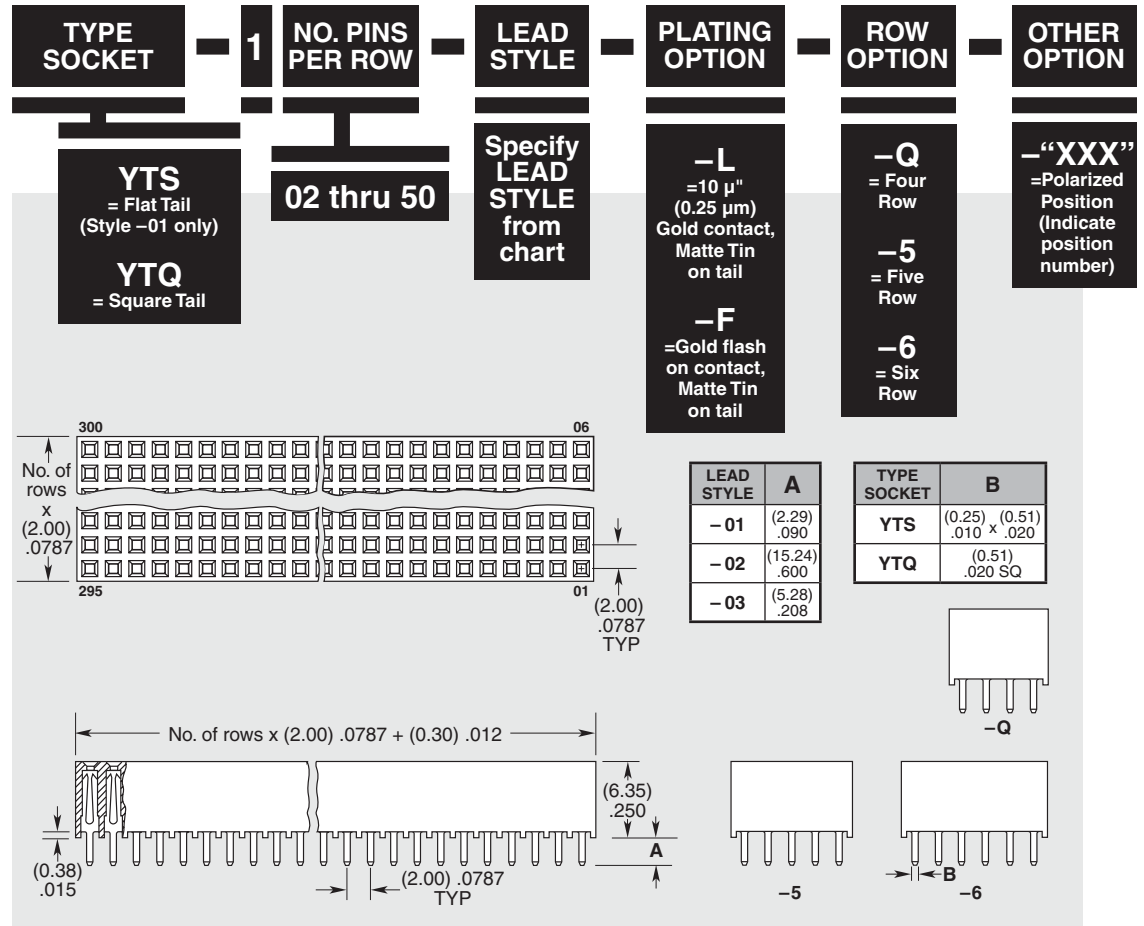 TYPE
SOCKET
1
NO. PINS
PER ROW
LEAD
STYLE
PLATING
OPTION
ROW
OPTION
OTHER
OPTION
YTS
= Flat Tail
(Style –01 only)
YTQ
= Square Tail
02 thru 50
Specify
LEAD
STYLE
from
chart
–L
=10 µ"
(0.25 µm)
Gold contact,
Matte Tin
on tail
–F
=Gold flash
on contact,
Matte Tin
on tail
–Q
= Four
Row
–5
= Five
Row
–6
= Six
Row
–“XXX”
=Polarized
Position
(Indicate
position
number)
300
06
No. of
rows
x
(2.00)
.0787
295
01
(2.00)
.0787
TYP
LEAD
STYLE
A
– 01
(2.29)
.090
– 02
(15.24)
.600
– 03
(5.28)
.208
TYPE
SOCKET
B
YTS
(0.25) x (0.51)
.010 .020
YTQ
(0.51)
.020 SQ
–Q
No. of rows x (2.00) .0787 + (0.30) .012
(6.35)
.250
A
(0.38)
.015
(2.00) .0787
TYP
–5
B
–6